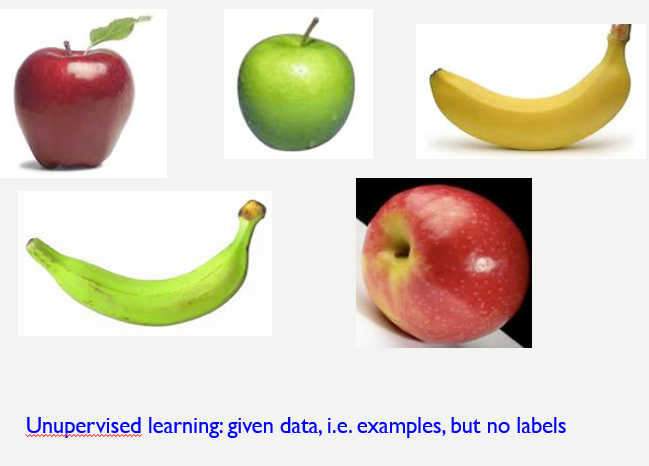 Unupervised learning: given data, i.e. examples, but no labels